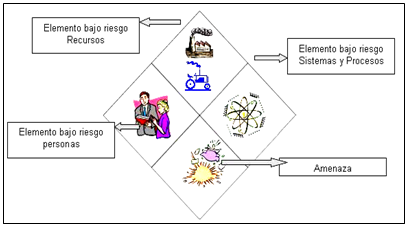 Elemento bajo riesgo
Recursos
Elemento bajo riesgo
Sistemas y Procesos
Elemento bajo riesgo
personas
Amenaza